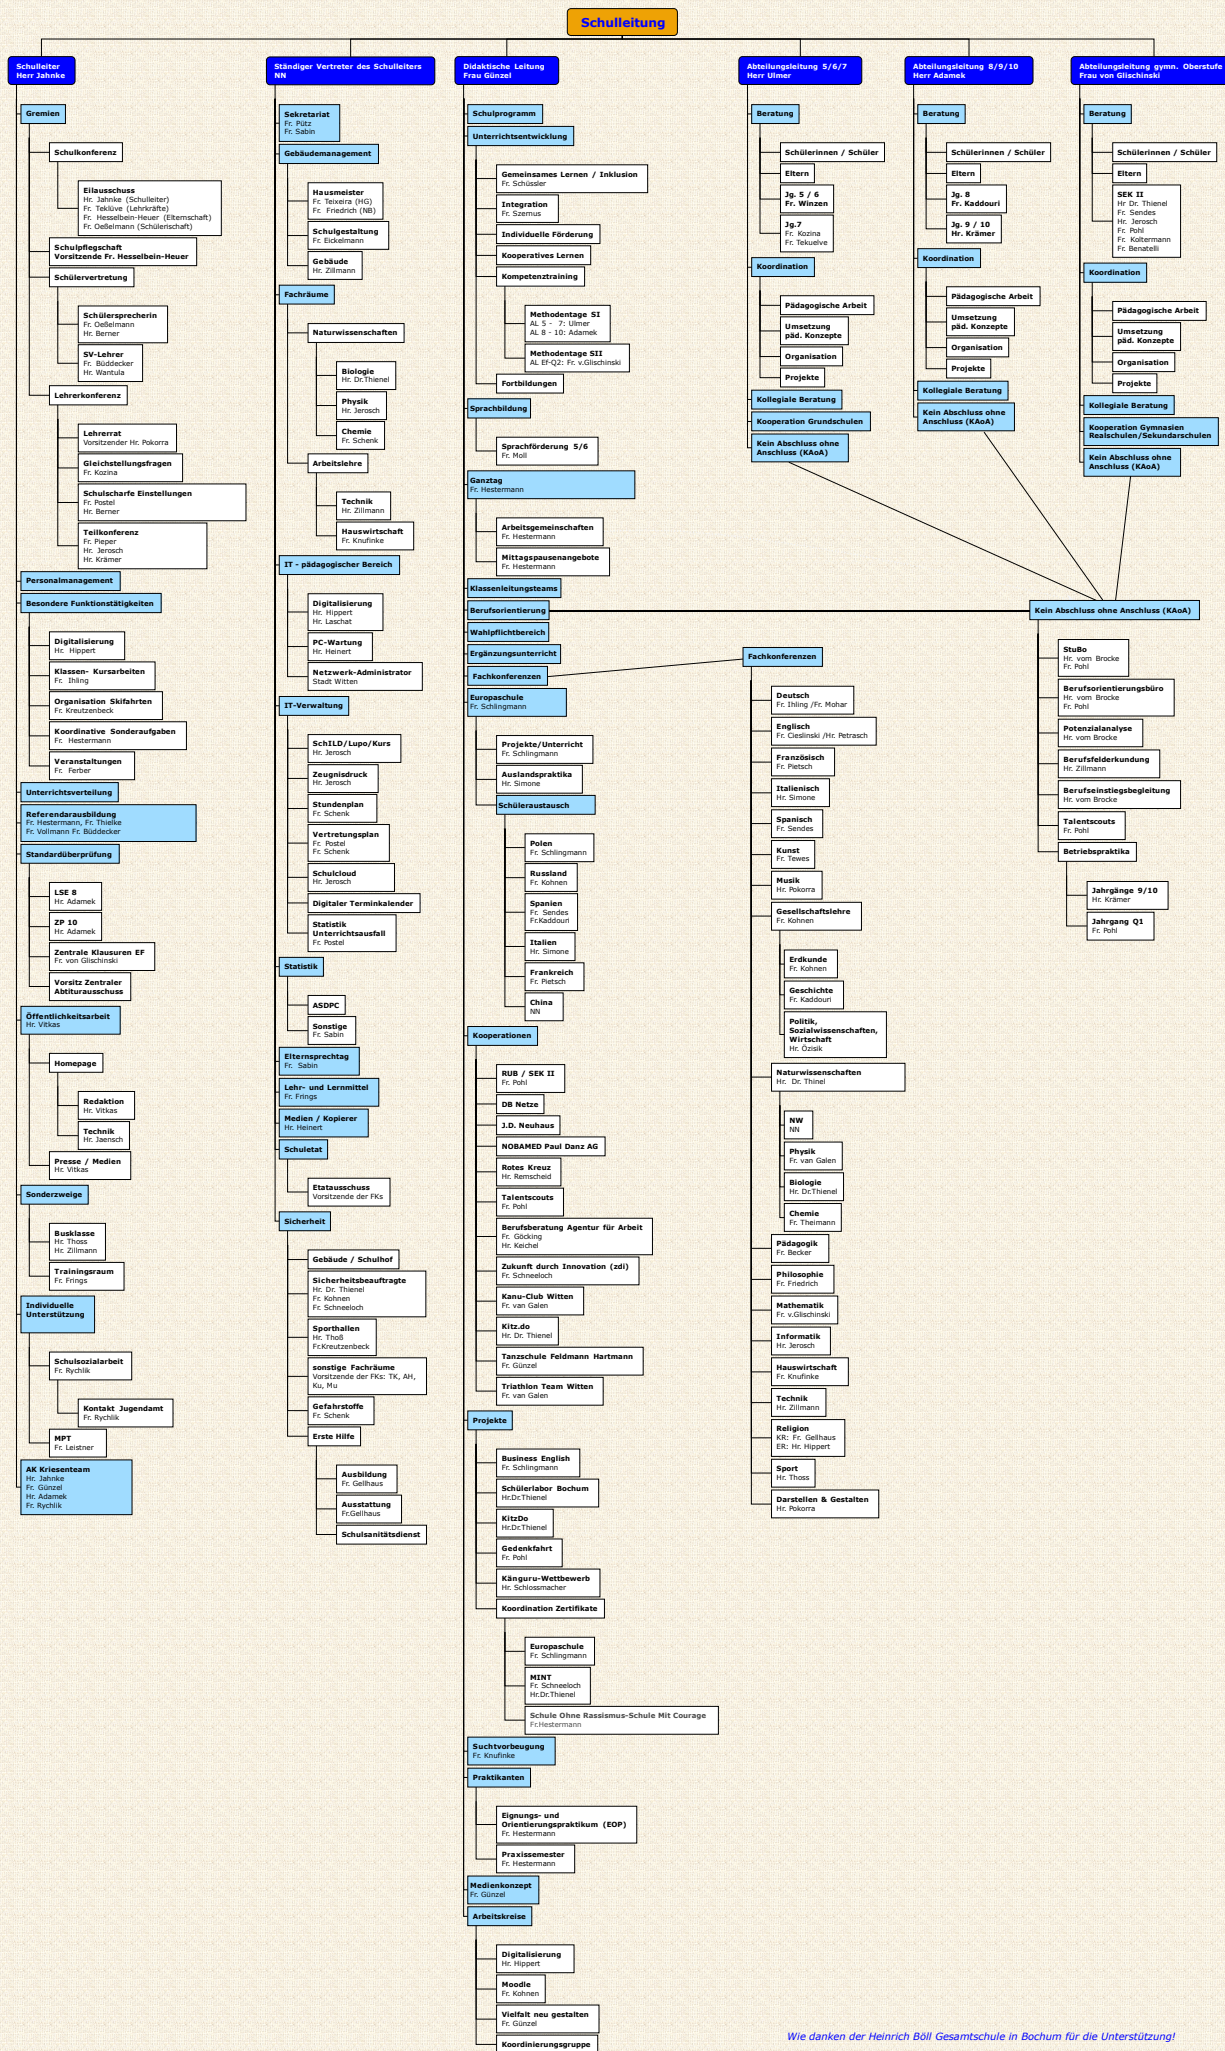 Schulleitung
Schulleiter
Herr Jahnke
Gremien
Schulkonferenz
Eilausschuss
Hr. Jahnke (Schulleiter)
Fr. Teklüve (Lehrkräfte)
Fr. Hesselbein-Heuer (Elternschaft)
Fr. Oeßelmann (Schülerischaft)
Schulpflegschaft
Vorsitzende Fr. Hesselbein-Heuer
Schülervertretung
Schülersprecherin
Fr. Oeßelmann
Hr. Berner
SV-Lehrer
Fr. Büddecker
Hr. Wantula
Lehrerkonferenz
Lehrerrat
Vorsitzender Hr. Pokorra
Gleichstellungsfragen
Fr. Kozina
Schulscharfe Einstellungen
Fr. Postel
Hr. Berner
Teilkonferenz
Fr. Pieper
Hr. Jerosch
Hr. Krämer
Personalmanagement
Besondere Funktionstätigkeiten
Digitalisierung
Hr. Hippert
Klassen- Kursarbeiten
Fr. Ihling
Organisation Skifahrten
Fr. Kreutzenbeck
Koordinative Sonderaufgaben
Fr. Hestermann
Veranstaltungen
Fr. Ferber
Unterrichtsverteilung
Referendarausbildung
Fr. Hestermann, Fr. Thielke
Fr. Vollmann Fr. Büddecker
Standardüberprüfung
LSE 8
Hr. Adamek
ZP 10
Hr. Adamek
Zentrale Klausuren EF
Fr. von Glischinski
Vorsitz Zentraler
Abtiturausschuss
Öffentlichkeitsarbeit
Hr. Vitkas
Homepage
Redaktion
Hr. Vitkas
Technik
Hr. Jaensch
Presse / Medien
Hr. Vitkas
Sonderzweige
Busklasse
Hr. Thoss
Hr. Zillmann
Trainingsraum
Fr. Frings
Individuelle
Unterstützung
Schulsozialarbeit
Fr. Rychlik
Kontakt Jugendamt
Fr. Rychlik
MPT
Fr. Leistner
AK Kriesenteam
Hr. Jahnke
Fr. Günzel
Hr. Adamek
Fr. Rychlik
Ständiger Vertreter des Schulleiters
NN
Sekretariat
Fr. Pütz
Fr. Sabin
Gebäudemanagement
Hausmeister
Fr. Teixeira (HG)
Fr. Friedrich (NB)
Schulgestaltung
Fr. Eickelmann
Gebäude
Hr. Zillmann
Fachräume
Naturwissenschaften
Biologie
Hr. Dr.Thienel
Physik
Hr. Jerosch
Chemie
Fr. Schenk
Arbeitslehre
Technik
Hr. Zillmann
Hauswirtschaft
Fr. Knufinke
IT - pädagogischer Bereich
Digitalisierung
Hr. Hippert
Hr. Laschat
PC-Wartung
Hr. Heinert
Netzwerk-Administrator
Stadt Witten
IT-Verwaltung
SchILD/Lupo/Kurs
Hr. Jerosch
Zeugnisdruck
Hr. Jerosch
Stundenplan
Fr. Schenk
Vertretungsplan
Fr. Postel
Fr. Schenk
Schulcloud
Hr. Jerosch
Digitaler Terminkalender
Statistik
Unterrichtsausfall
Fr. Postel
Statistik
ASDPC
Sonstige
Fr. Sabin
Elternsprechtag
Fr. Sabin
Lehr- und Lernmittel
Fr. Frings
Medien / Kopierer
Hr. Heinert
Schuletat
Etatausschuss
Vorsitzende der FKs
Sicherheit
Gebäude / Schulhof
Sicherheitsbeauftragte
Hr. Dr. Thienel
Fr. Kohnen
Fr. Schneeloch
Sporthallen
Hr. Thoß
Fr.Kreutzenbeck
sonstige Fachräume
Vorsitzende der FKs: TK, AH,
Ku, Mu
Gefahrstoffe
Fr. Schenk
Erste Hilfe
Ausbildung
Fr. Gellhaus
Ausstattung
Fr.Gellhaus
Schulsanitätsdienst
Didaktische Leitung
Frau Günzel
Schulprogramm
Unterrichtsentwicklung
Gemeinsames Lernen / Inklusion
Fr. Schüssler
Integration
Fr. Szemus
Individuelle Förderung
Kooperatives Lernen
Kompetenztraining
Methodentage SI
AL 5 - 7: Ulmer
AL 8 - 10: Adamek
Methodentage SII
AL Ef-Q2: Fr. v.Glischinski
Fortbildungen
Sprachbildung
Sprachförderung 5/6
Fr. Moll
Ganztag
Fr. Hestermann
Arbeitsgemeinschaften
Fr. Hestermann
Mittagspausenangebote
Fr. Hestermann
Klassenleitungsteams
Berufsorientierung
Wahlpflichtbereich
Ergänzungsunterricht
Fachkonferenzen
Europaschule
Fr. Schlingmann
Projekte/Unterricht
Fr. Schlingmann
Auslandspraktika
Hr. Simone
Schüleraustausch
Polen
Fr. Schlingmann
Russland
Fr. Kohnen
Spanien
Fr. Sendes
Fr.Kaddouri
Italien
Hr. Simone
Frankreich
Fr. Pietsch
China
NN
Kooperationen
RUB / SEK II
Fr. Pohl
DB Netze
J.D. Neuhaus
NOBAMED Paul Danz AG
Rotes Kreuz
Hr. Remscheid
Talentscouts
Fr. Pohl
Berufsberatung Agentur für Arbeit
Fr. Göcking
Hr. Keichel
Zukunft durch Innovation (zdi)
Fr. Schneeloch
Kanu-Club Witten
Fr. van Galen
Kitz.do
Hr. Dr. Thienel
Tanzschule Feldmann Hartmann
Fr. Günzel
Triathlon Team Witten
Fr. van Galen
Projekte
Business English
Fr. Schlingmann
Schülerlabor Bochum
Hr.Dr.Thienel
KitzDo
Hr.Dr.Thienel
Gedenkfahrt
Fr. Pohl
Känguru-Wettbewerb
Hr. Schlossmacher
Koordination Zertifikate
Europaschule
Fr. Schlingmann
MINT
Fr. Schneeloch
Hr.Dr.Thienel
Schule Ohne Rassismus-Schule Mit Courage
Fr.Hestermann
Suchtvorbeugung
Fr. Knufinke
Praktikanten
Eignungs- und
Orientierungspraktikum (EOP)
Fr. Hestermann
Praxissemester
Fr. Hestermann
Medienkonzept
Fr. Günzel
Arbeitskreise
Digitalisierung
Hr. Hippert
Moodle
Fr. Kohnen
Vielfalt neu gestalten
Fr. Günzel
Koordinierungsgruppe
Abteilungsleitung 5/6/7
Herr Ulmer
Beratung
Schülerinnen / Schüler
Eltern
Jg. 5 / 6
Fr. Winzen
Jg.7
Fr. Kozina
Fr. Tekuelve
Koordination
Pädagogische Arbeit
Umsetzung
päd. Konzepte
Organisation
Projekte
Kollegiale Beratung
Kooperation Grundschulen
Kein Abschluss ohne
Anschluss (KAoA)
Fachkonferenzen
Deutsch
Fr. Ihling /Fr. Mohar
Englisch
Fr. Cieslinski /Hr. Petrasch
Französisch
Fr. Pietsch
Italienisch
Hr. Simone
Spanisch
Fr. Sendes
Kunst
Fr. Tewes
Musik
Hr. Pokorra
Gesellschaftslehre
Fr. Kohnen
Erdkunde
Fr. Kohnen
Geschichte
Fr. Kaddouri
Politik,
Sozialwissenschaften,
Wirtschaft
Hr. Özisik
Naturwissenschaften
Hr. Dr. Thinel
NW
NN
Physik
Fr. van Galen
Biologie
Hr. Dr.Thienel
Chemie
Fr. Theimann
Pädagogik
Fr. Becker
Philosophie
Fr. Friedrich
Mathematik
Fr. v.Glischinski
Informatik
Hr. Jerosch
Hauswirtschaft
Fr. Knufinke
Technik
Hr. Zillmann
Religion
KR: Fr. Gellhaus
ER: Hr. Hippert
Sport
Hr. Thoss
Darstellen & Gestalten
Hr. Pokorra
Abteilungsleitung 8/9/10
Herr Adamek
Beratung
Schülerinnen / Schüler
Eltern
Jg. 8
Fr. Kaddouri
Jg. 9 / 10
Hr. Krämer
Koordination
Pädagogische Arbeit
Umsetzung
päd. Konzepte
Organisation
Projekte
Kollegiale Beratung
Kein Abschluss ohne
Anschluss (KAoA)
Abteilungsleitung gymn. Oberstufe
Frau von Glischinski
Beratung
Schülerinnen / Schüler
Eltern
SEK II
Hr Dr. Thienel
Fr. Sendes
Hr. Jerosch
Fr. Pohl
Fr. Koltermann
Fr. Benatelli
Koordination
Pädagogische Arbeit
Umsetzung
päd. Konzepte
Organisation
Projekte
Kollegiale Beratung
Kooperation Gymnasien
Realschulen/Sekundarschulen
Kein Abschluss ohne
Anschluss (KAoA)
Kein Abschluss ohne Anschluss (KAoA)
StuBo
Hr. vom Brocke
Fr. Pohl
Berufsorientierungsbüro
Hr. vom Brocke
Fr. Pohl
Potenzialanalyse
Hr. vom Brocke
Berufsfelderkundung
Hr. Zillmann
Berufseinstiegsbegleitung
Hr. vom Brocke
Talentscouts
Fr. Pohl
Betriebspraktika
Jahrgänge 9/10
Hr. Krämer
Jahrgang Q1
Fr. Pohl
Wie danken der Heinrich Böll Gesamtschule in Bochum für die Unterstützung!